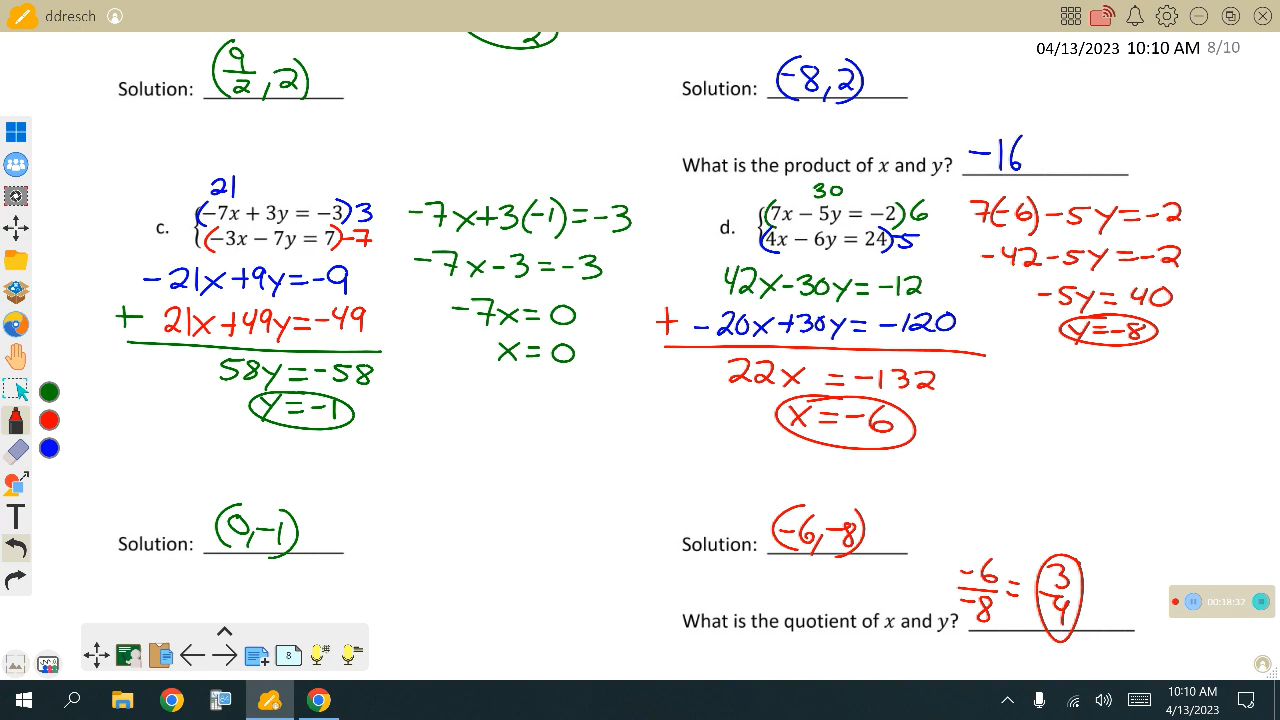 ddresch
04/13/2023 10:10 AM 8/10
Solution: (9/2, 2)
Solution: (-8, 2)
What is the product of x and y? -16
21
c. (-7x + 3y = -3)3
(-3x - 7y = 7)-7
-21x+9y=-9
+ 21x+49y=-49
58y=-58
y=-1
-7x+3(-1)=-3
-7x-3=-3
-7x=0
x=0
30
d. (7x - 5y = -2)6
(4x - 6y = 24)-5
42x-30y=-12
+ -20x+30y=-120
22x = -132
x=-6
7(-6)-5y=-2
-42-5y=-2
-5y=40
y=-8
Solution: (0,-1)
Solution: (-6,-8)
What is the quotient of x and y? -6/-8 = 3/4
00:18:37
T
8
10:10 AM
4/13/2023